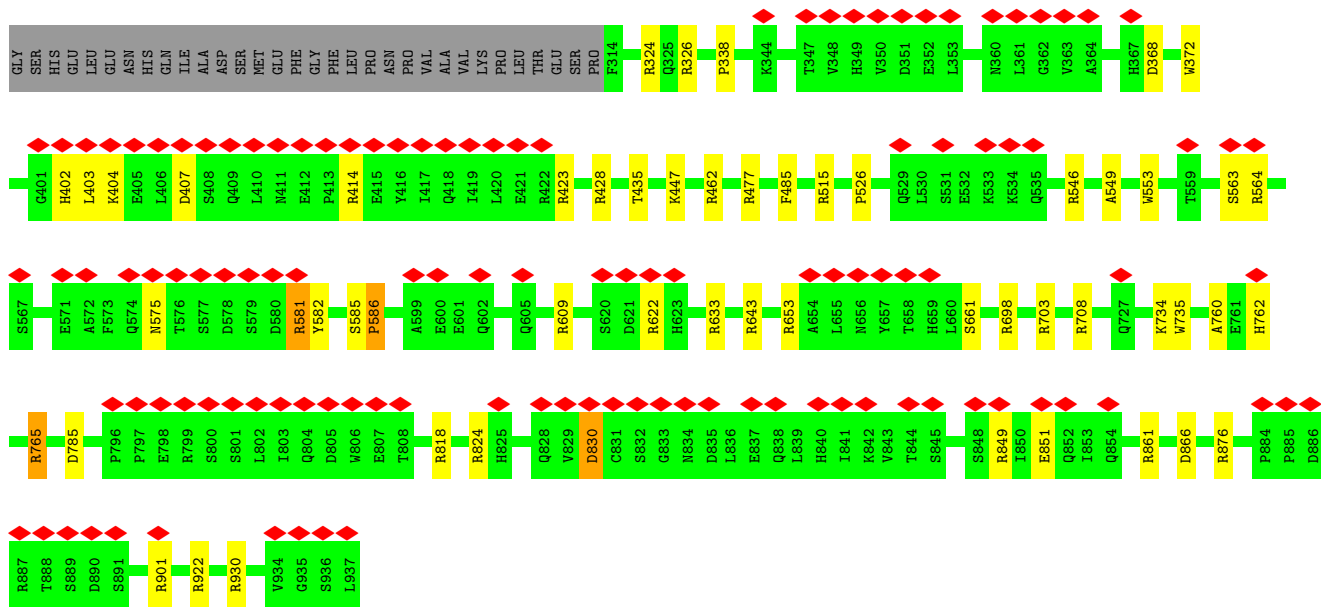 GLY SER HIS GLU LEU GLU ASN HIS GLN ILE ALA ASP SER MET GLU PHE GLY PHE LEU PRO ASN PRO VAL ALA VAL LYS PRO LEU THR GLU SER PRO F314 R324 Q325 R326 P338 K344 T347 V348 H349 V350 D351 E352 L353 N360 L361 G362 V363 A364 H367 D368 W372
G401 H402 L403 K404 E405 L406 D407 S408 Q409 L410 N411 E412 P413 R414 E415 Y416 I417 Q418 I419 L420 E421 R422 R423 R428 T435 K447 R462 R477 F485 R515 P526 Q529 L530 S531 E532 K533 K534 Q535 R546 A549 W553 T559 S563 R564
S567 E571 A572 F573 Q574 N575 T576 S577 D578 S579 D580 R581 Y582 S585 P586 A599 E600 E601 Q602 Q605 R609 S620 D621 R622 H623 R633 R643 R653 A654 L655 N656 Y657 T658 H659 L660 S661 R698 R703 R708 Q727 K734 W735 A760 E761 H762
R765 D785 P796 P797 E798 R799 S800 S801 L802 I803 Q804 D805 W806 E807 T808 R818 R824 H825 Q828 V829 D830 C831 S832 G833 N834 D835 L836 E837 Q838 L839 H840 I841 K842 V843 T844 S845 S848 R849 I850 E851 Q852 I853 Q854 R861 D866 R876 P884 P885 D886
R887 T888 S889 D890 S891 R901 R922 R930 V934 G935 S936 L937